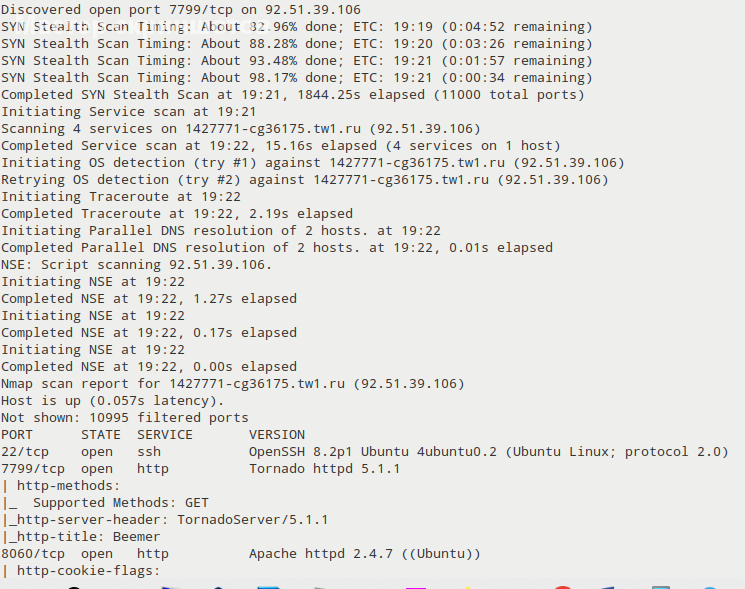 Discovered open port 7799/tcp on 92.51.39.106
SYN Stealth Scan Timing: About 82.96% done; ETC: 19:19 (0:04:52 remaining)
SYN Stealth Scan Timing: About 88.28% done; ETC: 19:20 (0:03:26 remaining)
SYN Stealth Scan Timing: About 93.48% done; ETC: 19:21 (0:01:57 remaining)
SYN Stealth Scan Timing: About 98.17% done; ETC: 19:21 (0:00:34 remaining)
Completed SYN Stealth Scan at 19:21, 1844.25s elapsed (11000 total ports)
Initiating Service scan at 19:21
Scanning 4 services on 1427771-cg36175.tw1.ru (92.51.39.106)
Completed Service scan at 19:22, 15.16s elapsed (4 services on 1 host)
Initiating OS detection (try #1) against 1427771-cg36175.tw1.ru (92.51.39.106)
Retrying OS detection (try #2) against 1427771-cg36175.tw1.ru (92.51.39.106)
Initiating Traceroute at 19:22
Completed Traceroute at 19:22, 2.19s elapsed
Initiating Parallel DNS resolution of 2 hosts. at 19:22
Completed Parallel DNS resolution of 2 hosts. at 19:22, 0.01s elapsed
NSE: Script scanning 92.51.39.106.
Initiating NSE at 19:22
Completed NSE at 19:22, 1.27s elapsed
Initiating NSE at 19:22
Completed NSE at 19:22, 0.17s elapsed
Initiating NSE at 19:22
Completed NSE at 19:22, 0.00s elapsed
Nmap scan report for 1427771-cg36175.tw1.ru (92.51.39.106)
Host is up (0.057s latency).
Not shown: 10995 filtered ports
PORT     STATE SERVICE       VERSION
22/tcp   open  ssh           OpenSSH 8.2p1 Ubuntu 4ubuntu0.2 (Ubuntu Linux; protocol 2.0)
7799/tcp open  http          Tornado httpd 5.1.1
| http-methods:
|_  Supported Methods: GET
|_http-server-header: TornadoServer/5.1.1
|_http-title: Beemer
8060/tcp open  http          Apache httpd 2.4.7 ((Ubuntu))
| http-cookie-flags: